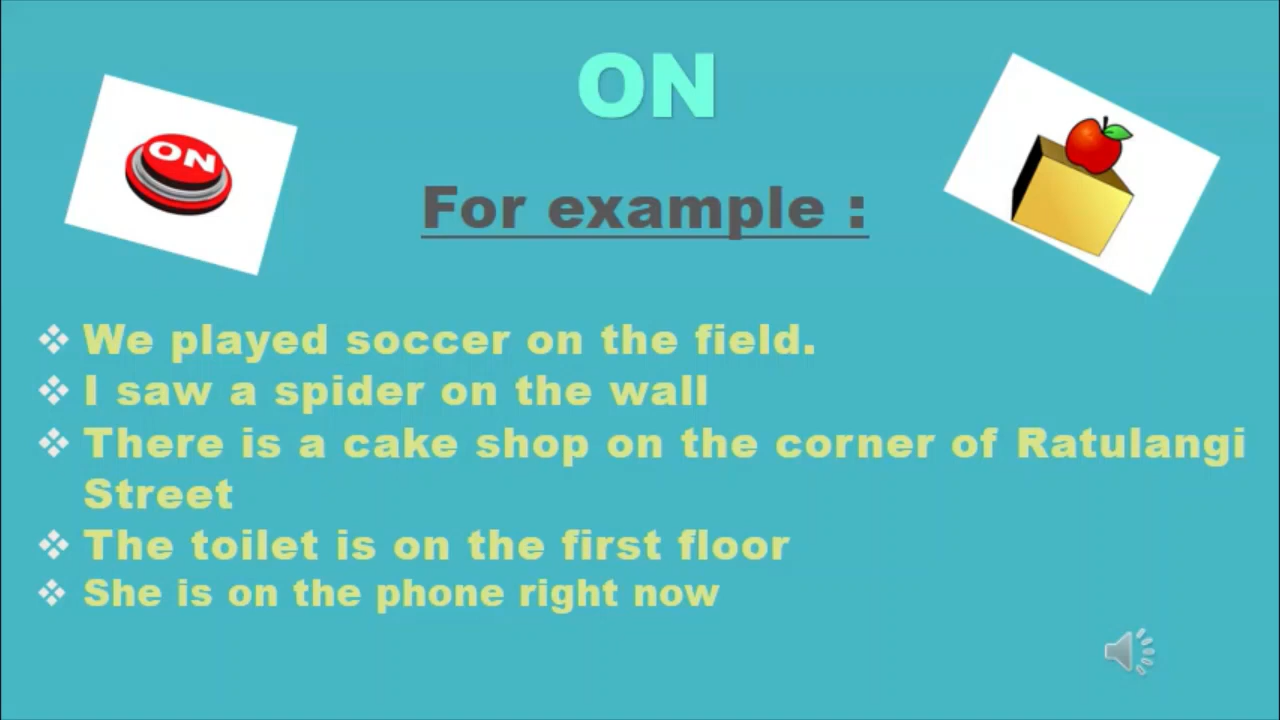 ON
ON
For example :
We played soccer on the field.
I saw a spider on the wall
There is a cake shop on the corner of Ratulangi
Street
The toilet is on the first floor
She is on the phone right now